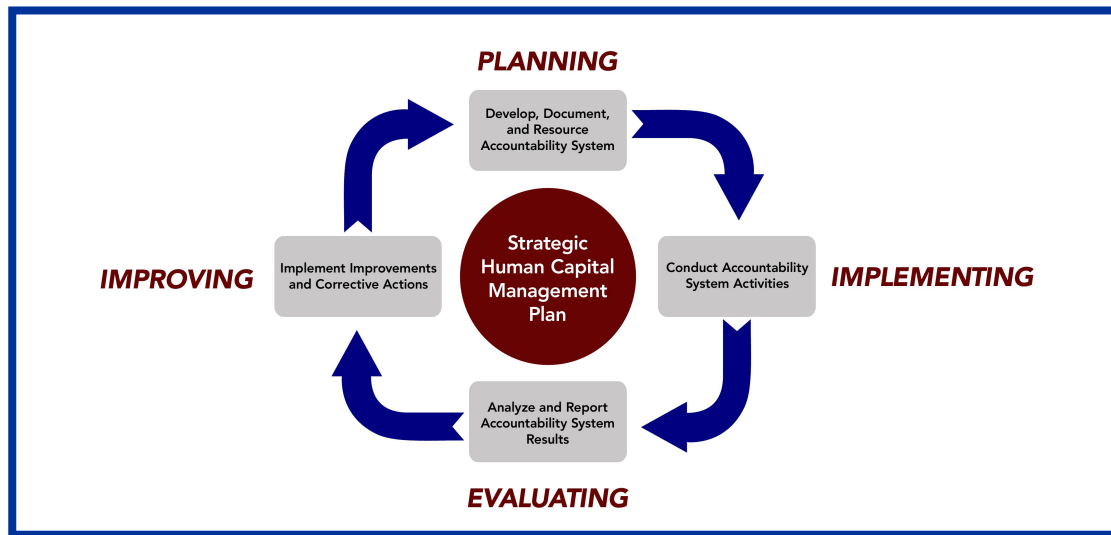 PLANNING
Develop, Document,
and Resource
Accountability System
Strategic
Human Capital
Management
Plan
IMPROVING
Implement Improvements
and Corrective Actions
Conduct Accountability
System Activities
IMPLEMENTING
Analyze and Report
Accountability System
Results
EVALUATING